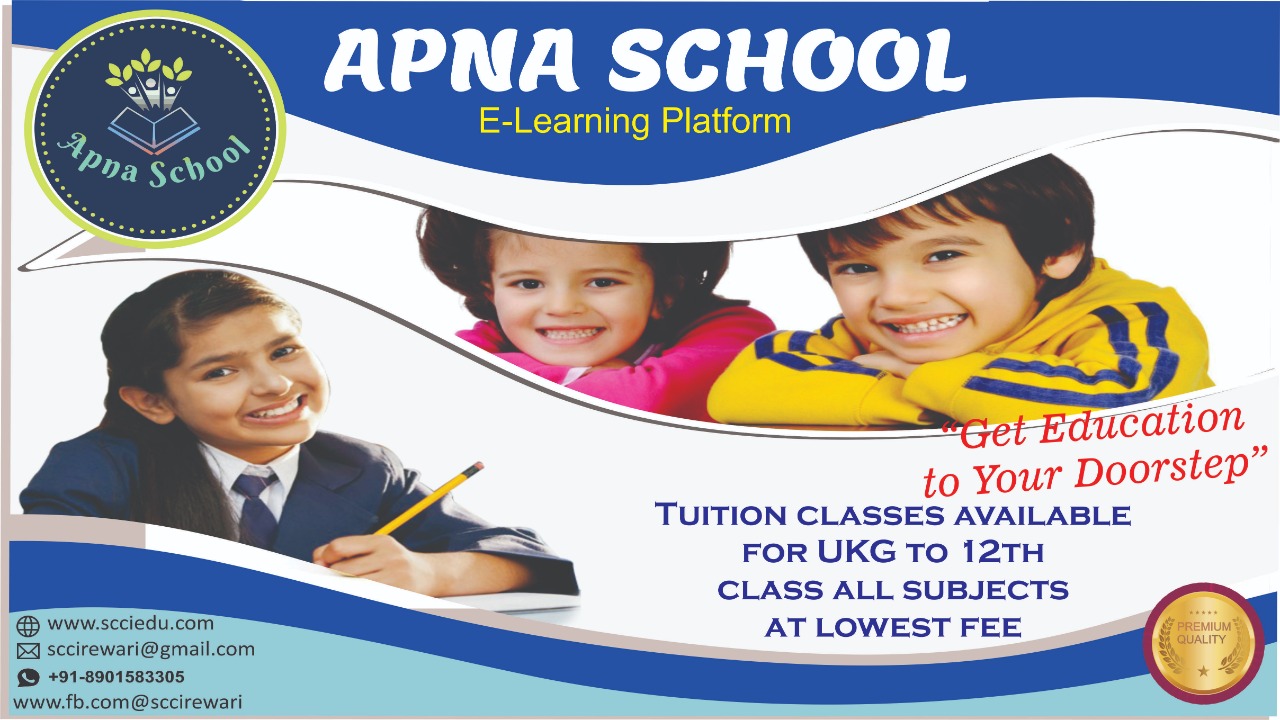 APNA SCHOOL
E-Learning Platform
Apna School
“Get Education
to Your Doorstep”
TUITION CLASSES AVAILABLE
FOR UKG TO 12TH
CLASS ALL SUBJECTS
AT LOWEST FEE
www.scciedu.com
sccirewari@gmail.com
+91-8901583305
www.fb.com@sccirewari
PREMIUM
QUALITY